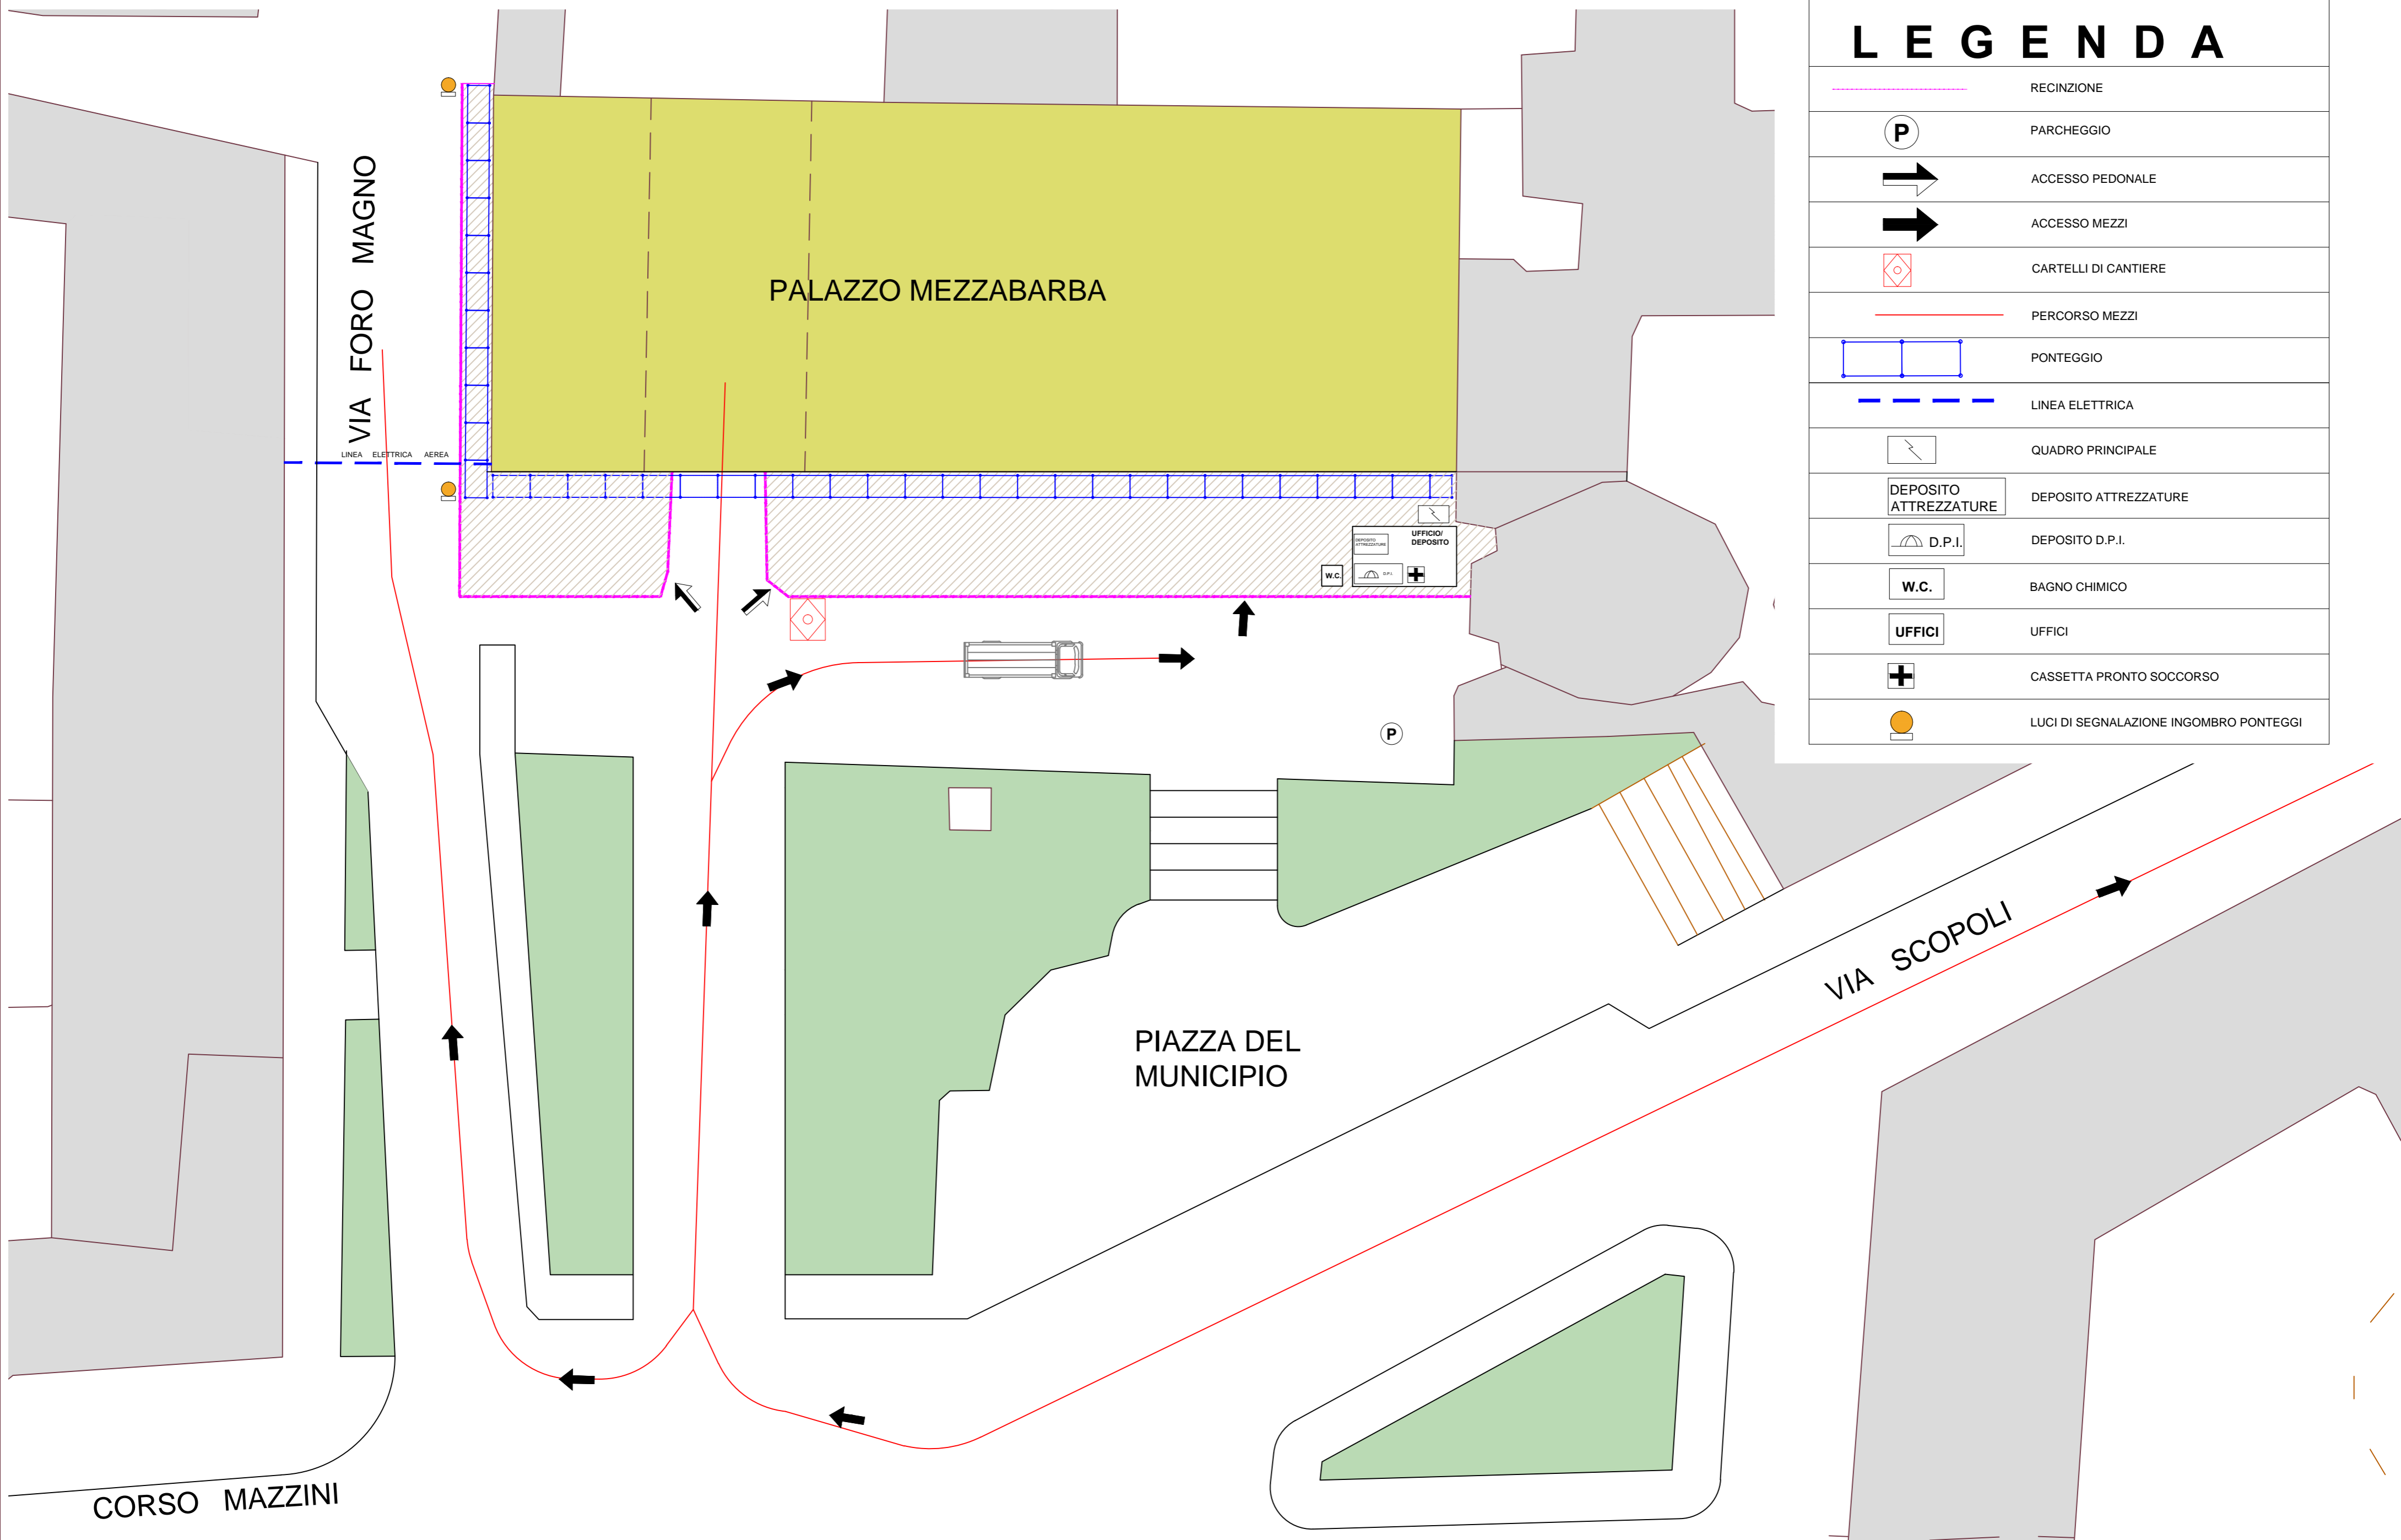 L E G E N D A
RECINZIONE
P
PARCHEGGIO
ACCESSO PEDONALE
ACCESSO MEZZI
CARTELLI DI CANTIERE
PERCORSO MEZZI
PONTEGGIO
LINEA ELETTRICA
QUADRO PRINCIPALE
DEPOSITO
ATTREZZATURE
DEPOSITO ATTREZZATURE
D.P.I.
DEPOSITO D.P.I.
W.C.
BAGNO CHIMICO
UFFICI
UFFICI
CASSETTA PRONTO SOCCORSO
LUCI DI SEGNALAZIONE INGOMBRO PONTEGGI
VIA FORO MAGNO
PALAZZO MEZZABARBA
LINEA ELETTRICA AEREA
UFFICIO/
DEPOSITO
DEPOSITO
ATTREZZATURE
W.C.
D.P.I.
P
VIA SCOPOLI
PIAZZA DEL
MUNICIPIO
CORSO MAZZINI